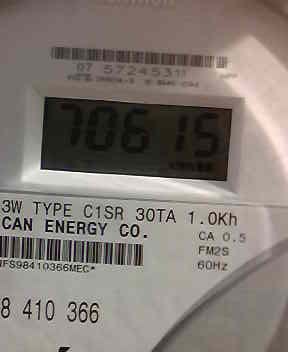 07 57245311
70615
3W TYPE C1SR 30TA 1.0Kh
CAN ENERGY CO.
CA 0.5
FM2S
IFS98410366MEC*
60Hz
8 410 366